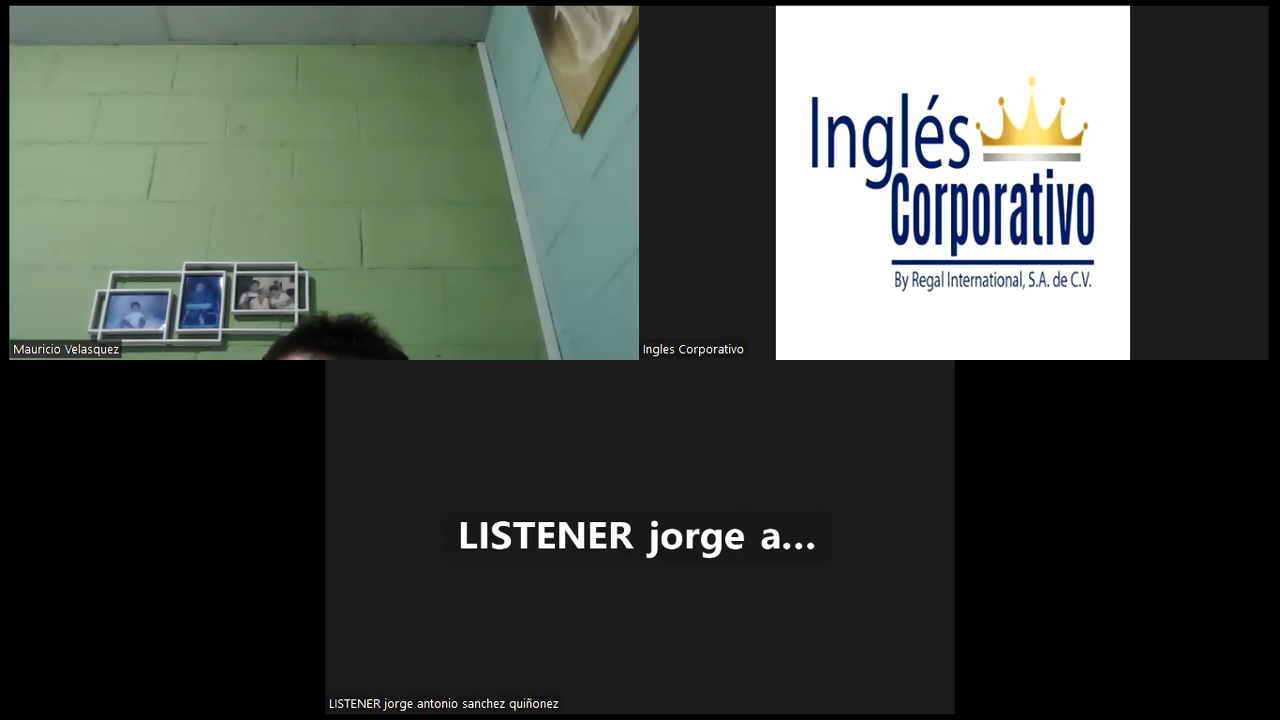 Inglés
Corporativo
By Regal International, S.A. de C.V.
Mauricio Velasquez
Ingles Corporativo
LISTENER jorge a...
LISTENER jorge antonio sanchez quiñonez